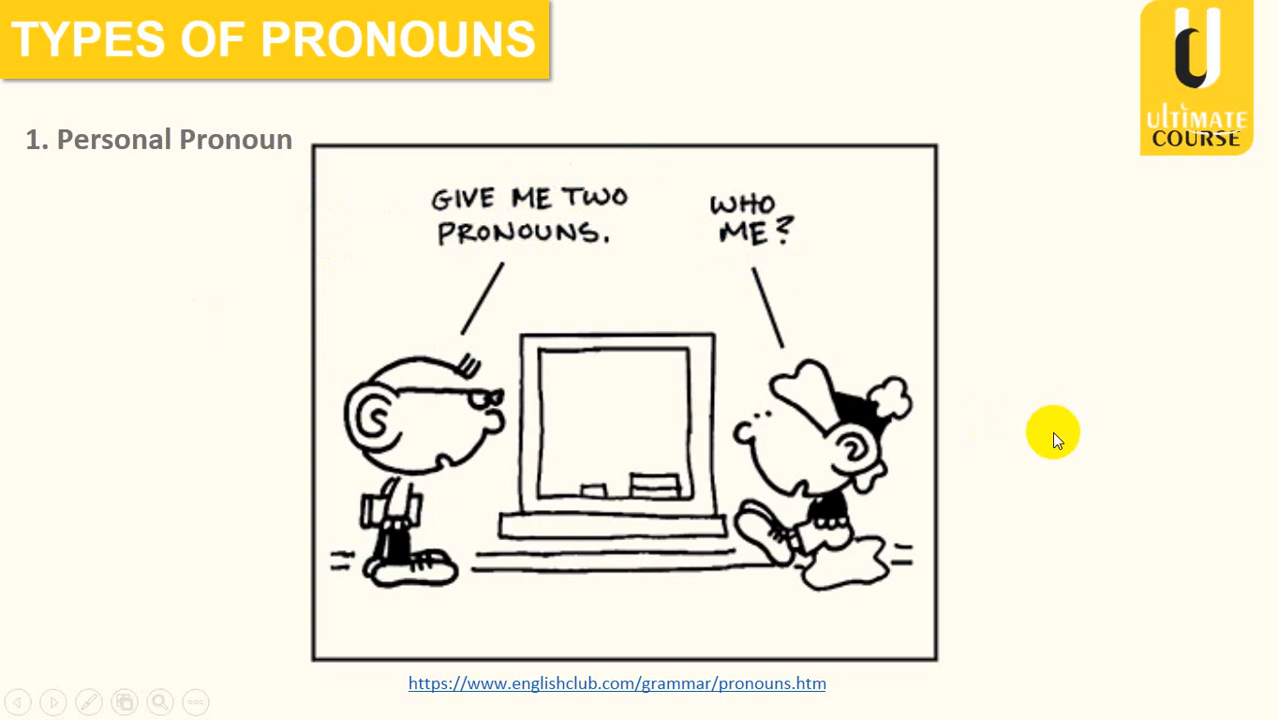 TYPES OF PRONOUNS
ULTIMATE
COURSE
1. Personal Pronoun
GIVE ME TWO
PRONOUNS.
WHO
ME?
https://www.englishclub.com/grammar/pronouns.htm